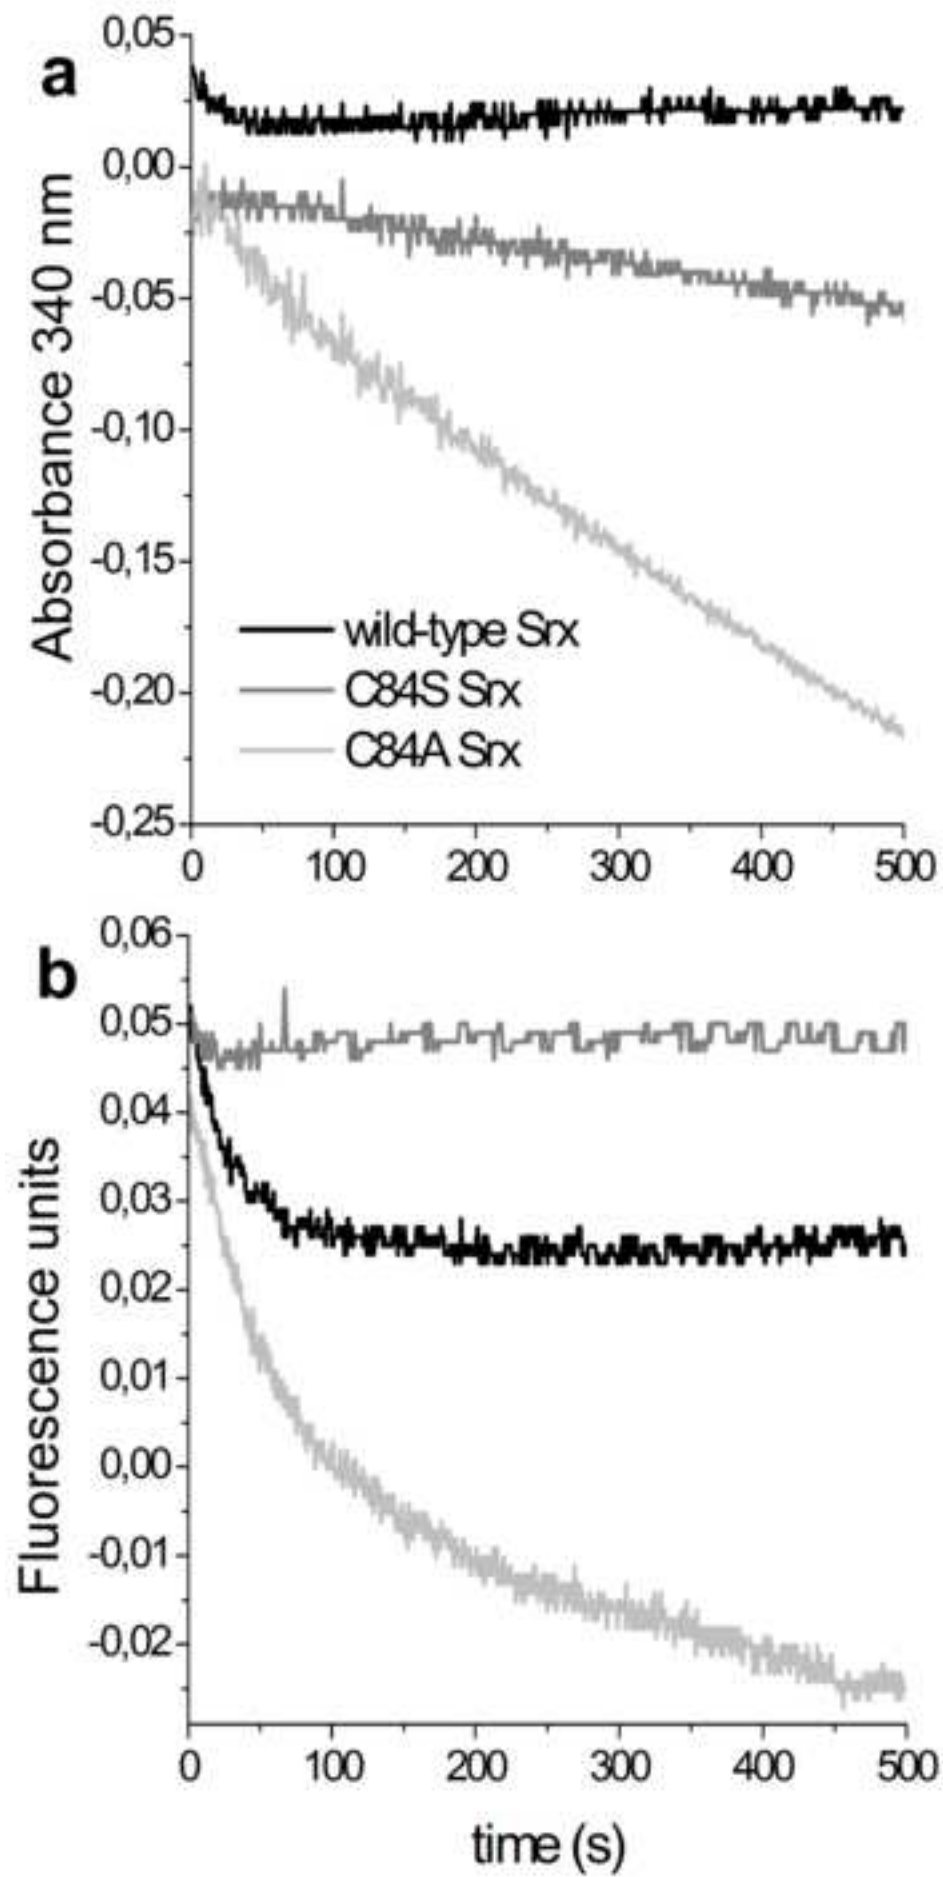 a
Absorbance 340 nm
0,05
0,00
-0,05
-0,10
-0,15
-0,20
-0,25
wild-type Srx
C84S Srx
C84A Srx
0 100 200 300 400 500
b
Fluorescence units
0,06
0,05
0,04
0,03
0,02
0,01
0,00
-0,01
-0,02
0 100 200 300 400 500
time (s)